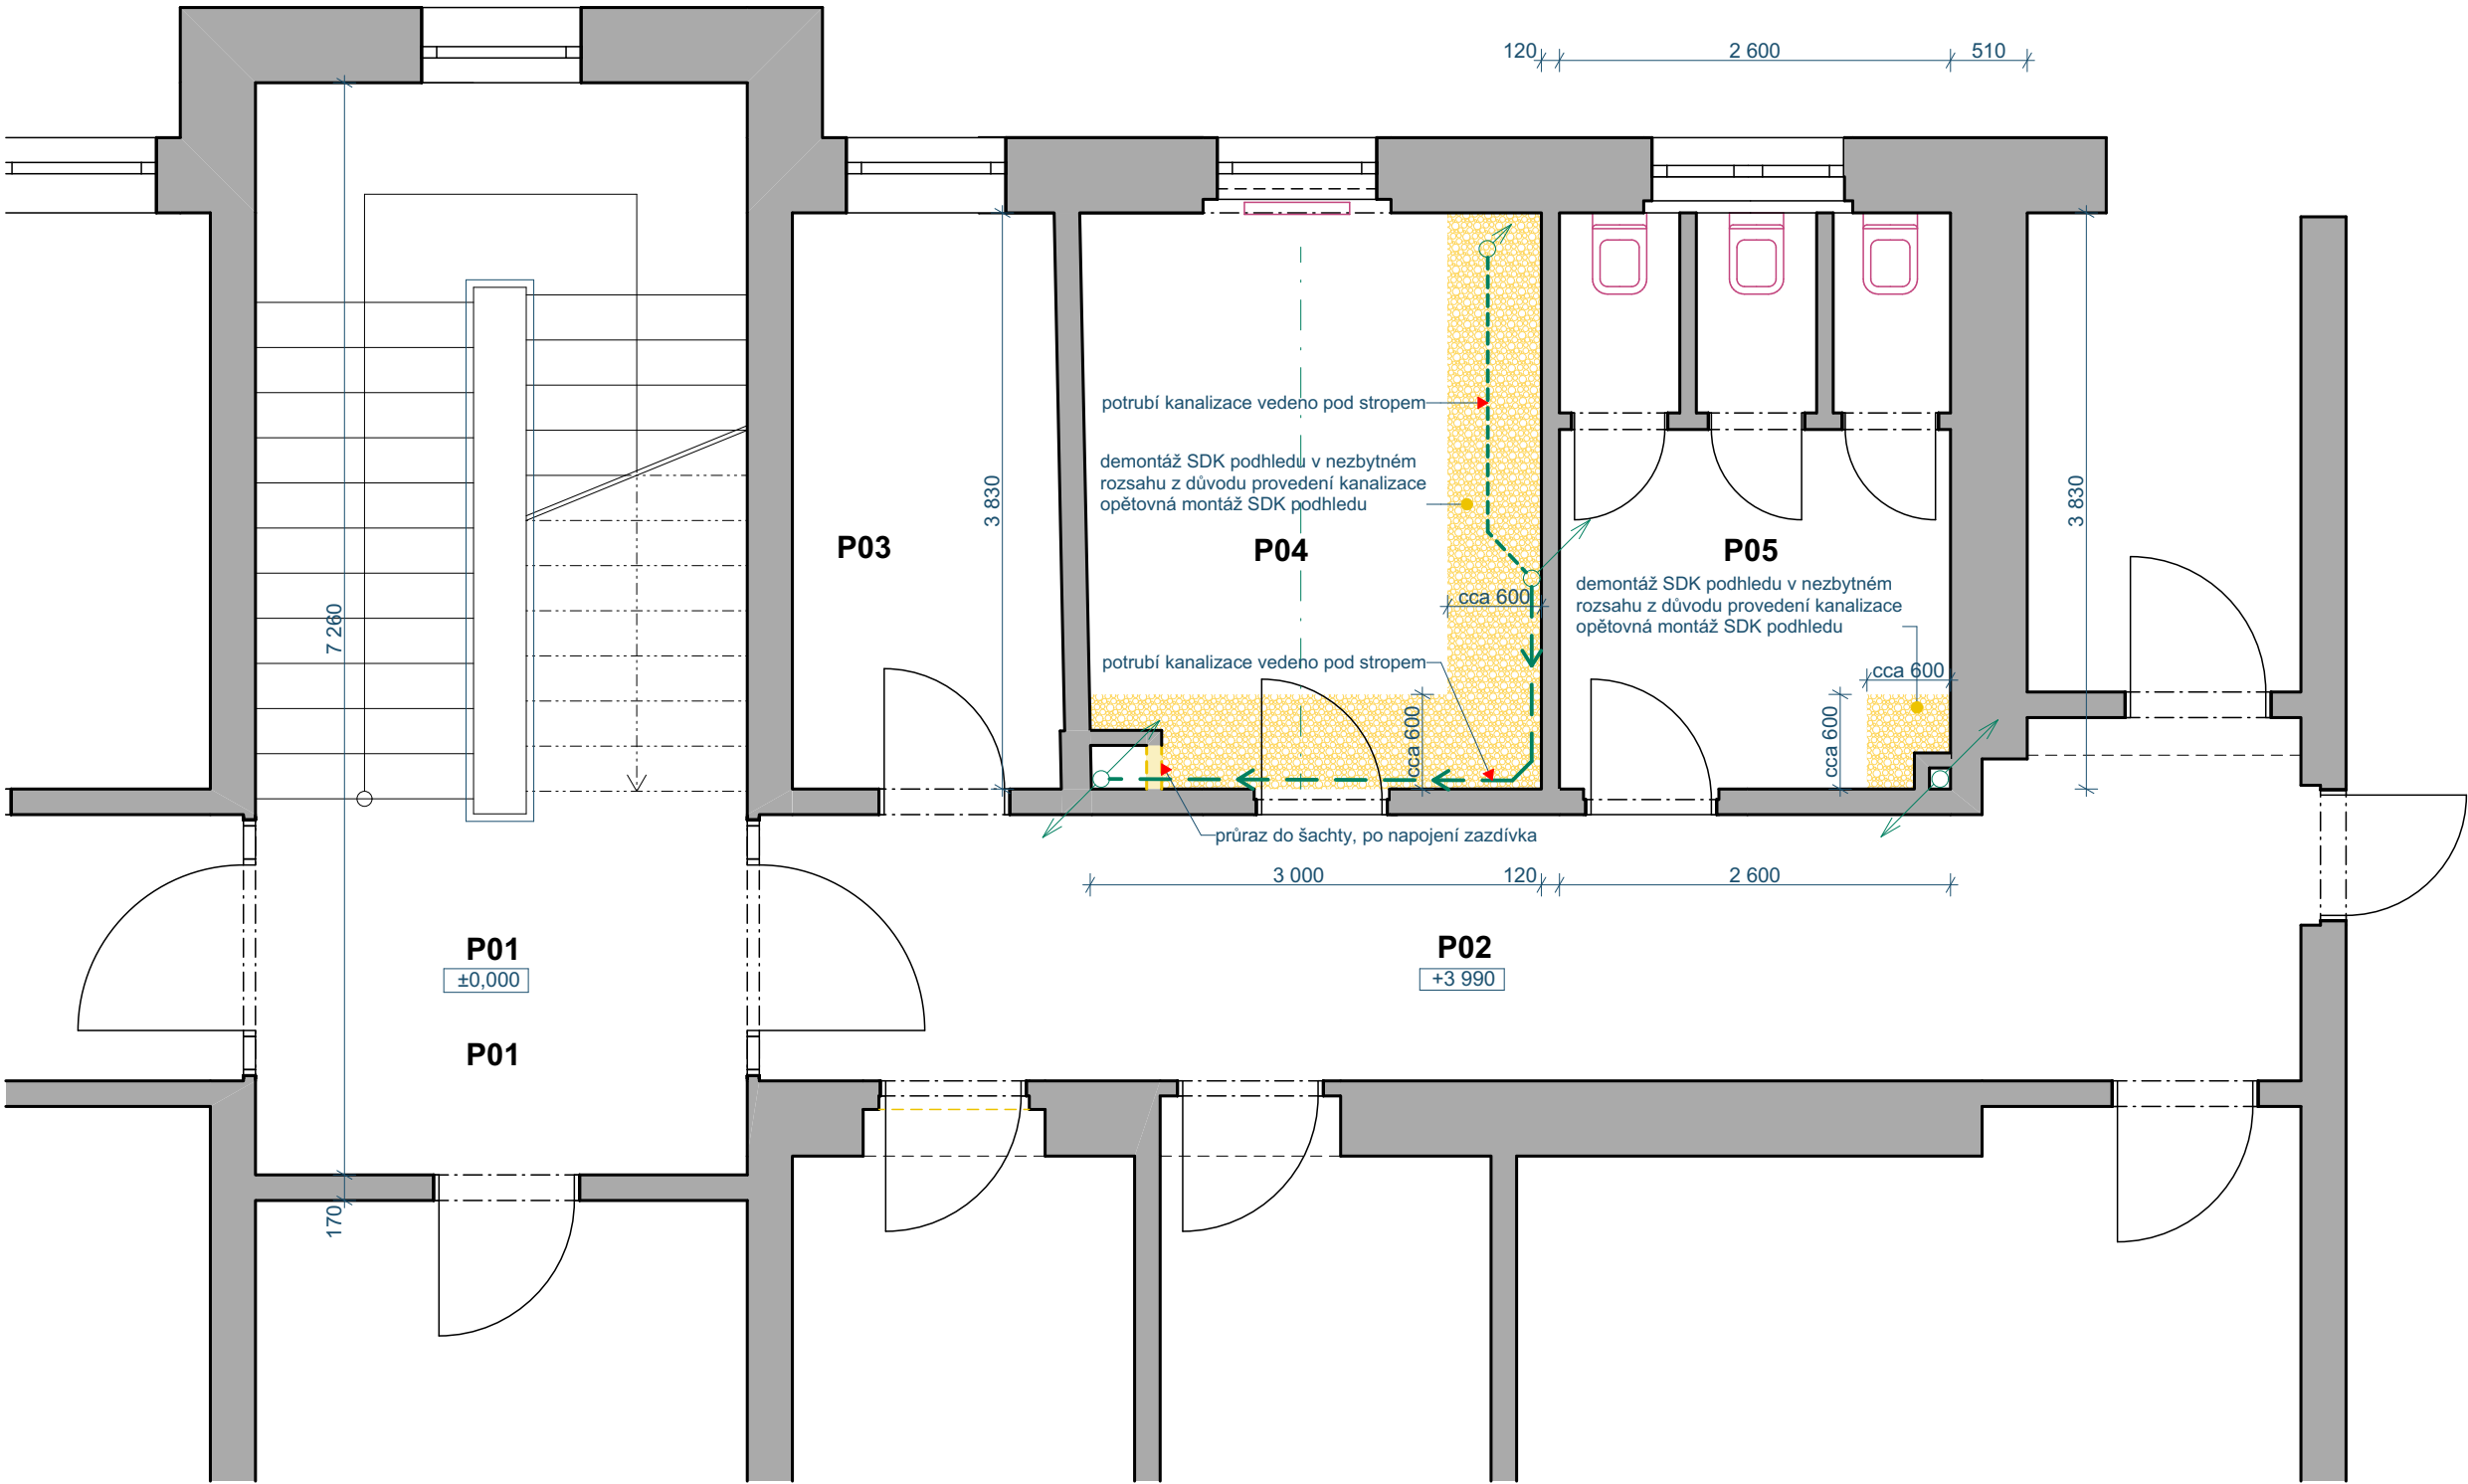 120
2 600
510
potrubí kanalizace vedeno pod stropem
demontáž SDK podhledu v nezbytném
rozsahu z důvodu provedení kanalizace
opětovná montáž SDK podhledu
3 830
3 830
P03
P04
P05
demontáž SDK podhledu v nezbytném
rozsahu z důvodu provedení kanalizace
opětovná montáž SDK podhledu
cca 600
7 260
potrubí kanalizace vedeno pod stropem
cca 600
cca 600
cca 600
průraz do šachty, po napojení zazdívka
3 000
120
2 600
P01
±0,000
P02
+3 990
P01
170